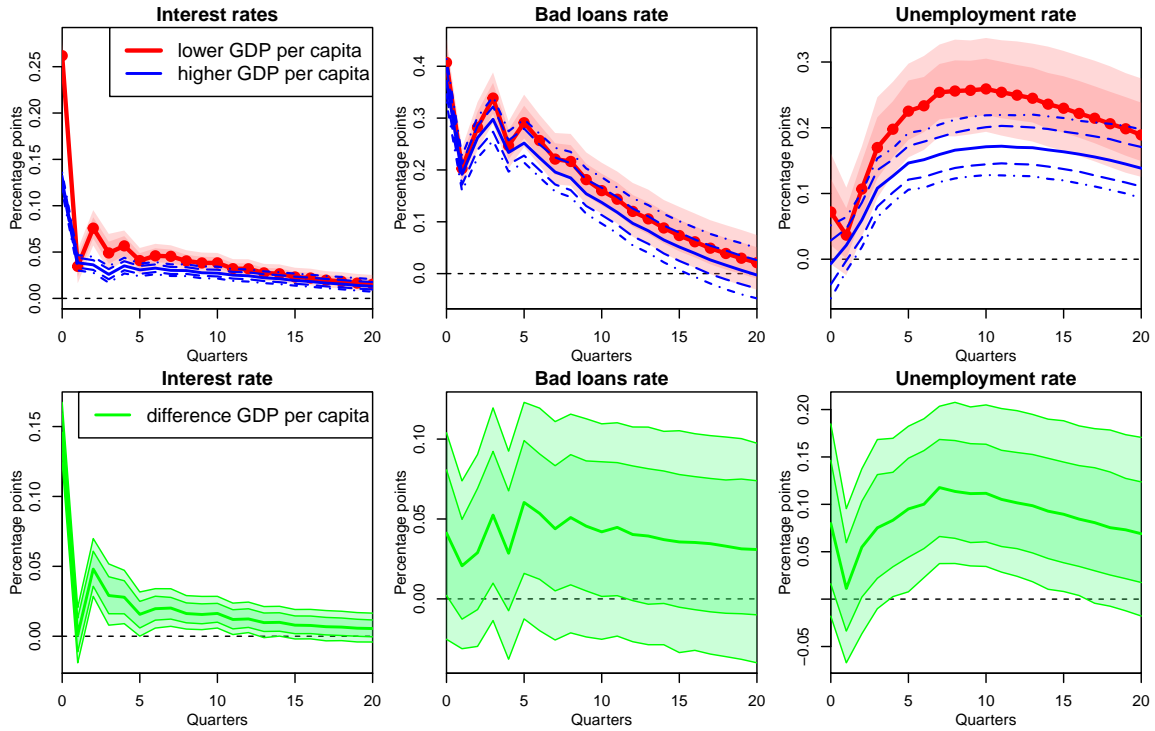 Interest rates
Percentage points
0.00 0.05 0.10 0.15 0.20 0.25
lower GDP per capita
higher GDP per capita
0 5 10 15 20
Quarters
Bad loans rate
Percentage points
0.0 0.1 0.2 0.3 0.4
0 5 10 15 20
Quarters
Unemployment rate
Percentage points
0.0 0.1 0.2 0.3
0 5 10 15 20
Quarters
Interest rate
Percentage points
0.00 0.05 0.10 0.15
difference GDP per capita
0 5 10 15 20
Quarters
Bad loans rate
Percentage points
0.00 0.05 0.10
0 5 10 15 20
Quarters
Unemployment rate
Percentage points
−0.05 0.00 0.05 0.10 0.15 0.20
0 5 10 15 20
Quarters